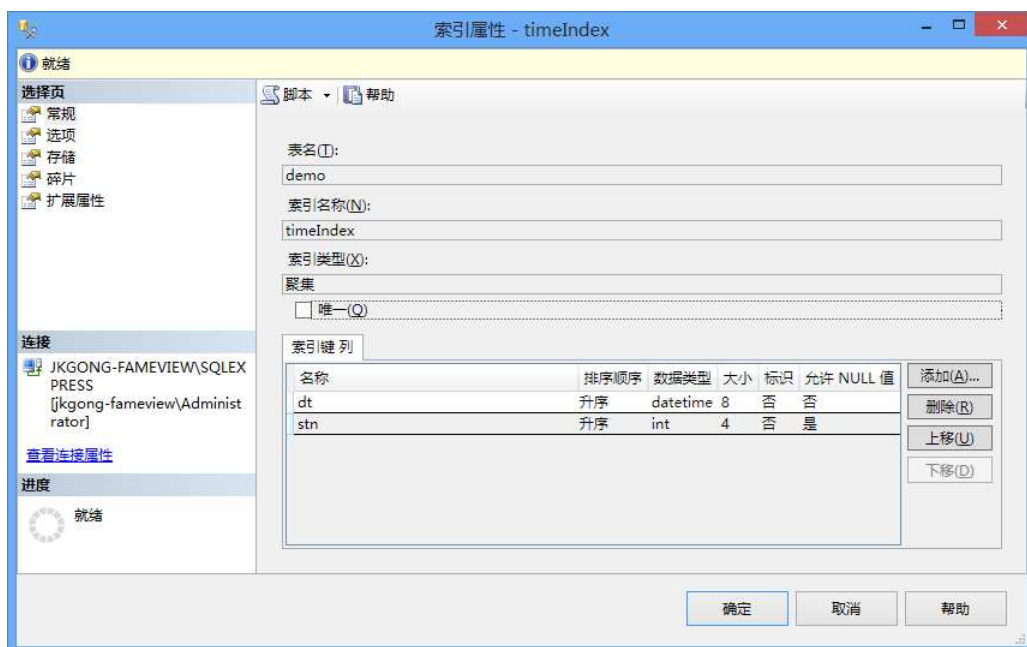 索引属性 - timeIndex
就绪
选择页
常规
选项
存储
碎片
扩展属性
脚本 帮助
表名(T):
demo
索引名称(N):
timeIndex
索引类型(X):
聚集
唯一(Q)
索引键 列
名称 排序顺序 数据类型 大小 标识 允许 NULL 值
dt 升序 datetime 8 否 否
stn 升序 int 4 否 是
添加(A)...
删除(R)
上移(U)
下移(D)
连接
JKGONG-FAMEVIEW\SQLEX
PRESS
[jkgong-fameview\Administ
rator]
查看连接属性
进度
就绪
确定 取消 帮助